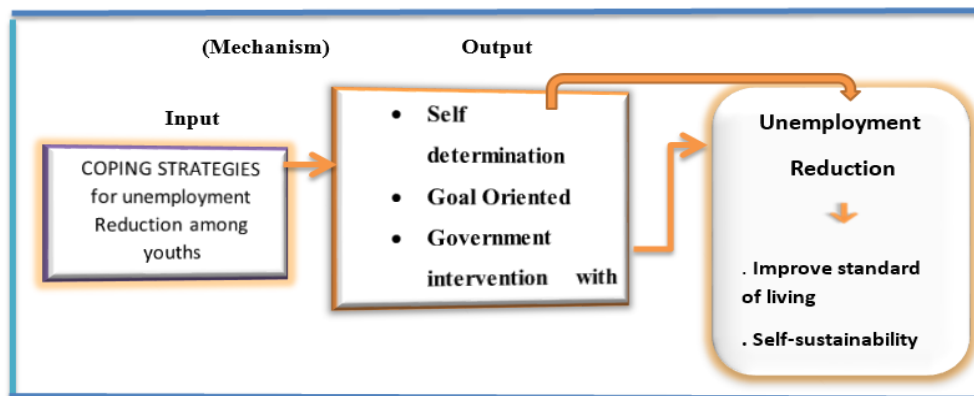 (Mechanism) Output
Input
COPING STRATEGIES
for unemployment
Reduction among
youths
• Self
determination
• Goal Oriented
• Government
intervention with
Unemployment
Reduction
. Improve standard
of living
. Self-sustainability